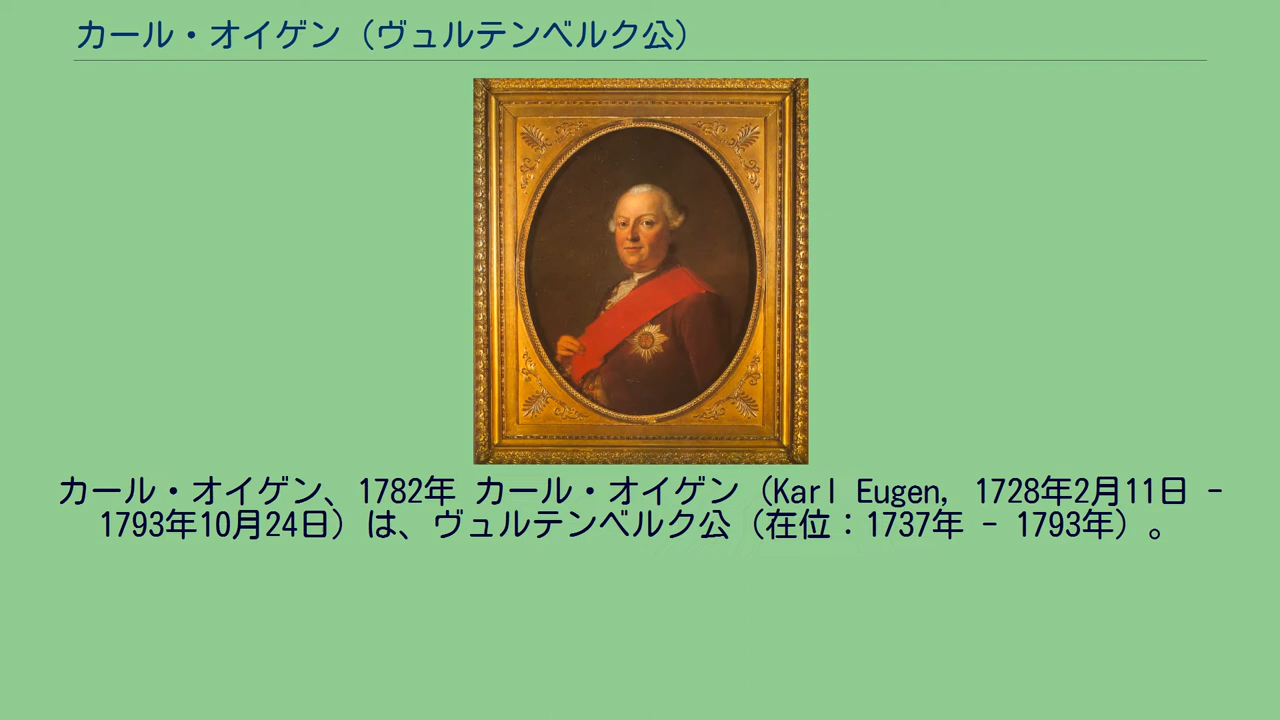 カール・オイゲン（ヴュルテンベルク公）
カール・オイゲン、1782年 カール・オイゲン（Karl Eugen, 1728年2月11日 -
1793年10月24日）は、ヴュルテンベルク公（在位：1737年 - 1793年）。